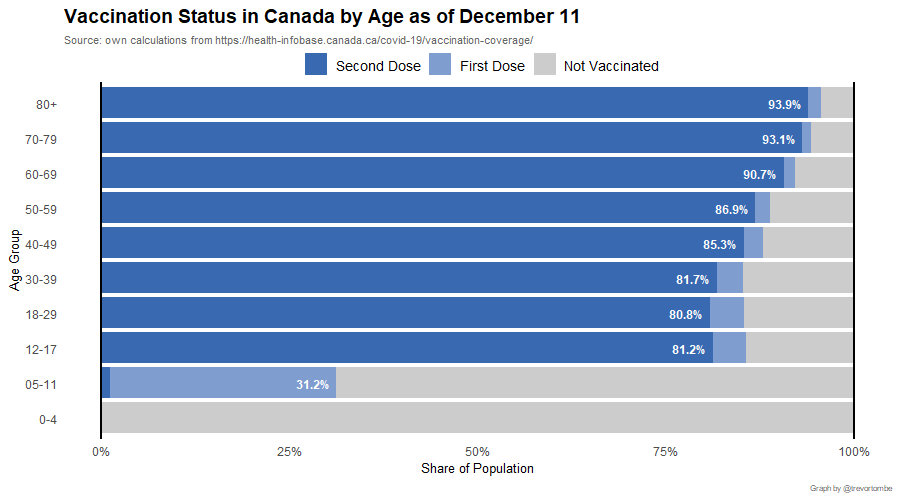 Vaccination Status in Canada by Age as of December 11
Source: own calculations from https://health-infobase.canada.ca/covid-19/vaccination-coverage/
Second Dose First Dose Not Vaccinated
80+ 93.9%
70-79 93.1%
60-69 90.7%
50-59 86.9%
40-49 85.3%
30-39 81.7%
18-29 80.8%
12-17 81.2%
05-11 31.2%
0-4
Age Group
0% 25% 50% 75% 100%
Share of Population
Graph by @trevortombe